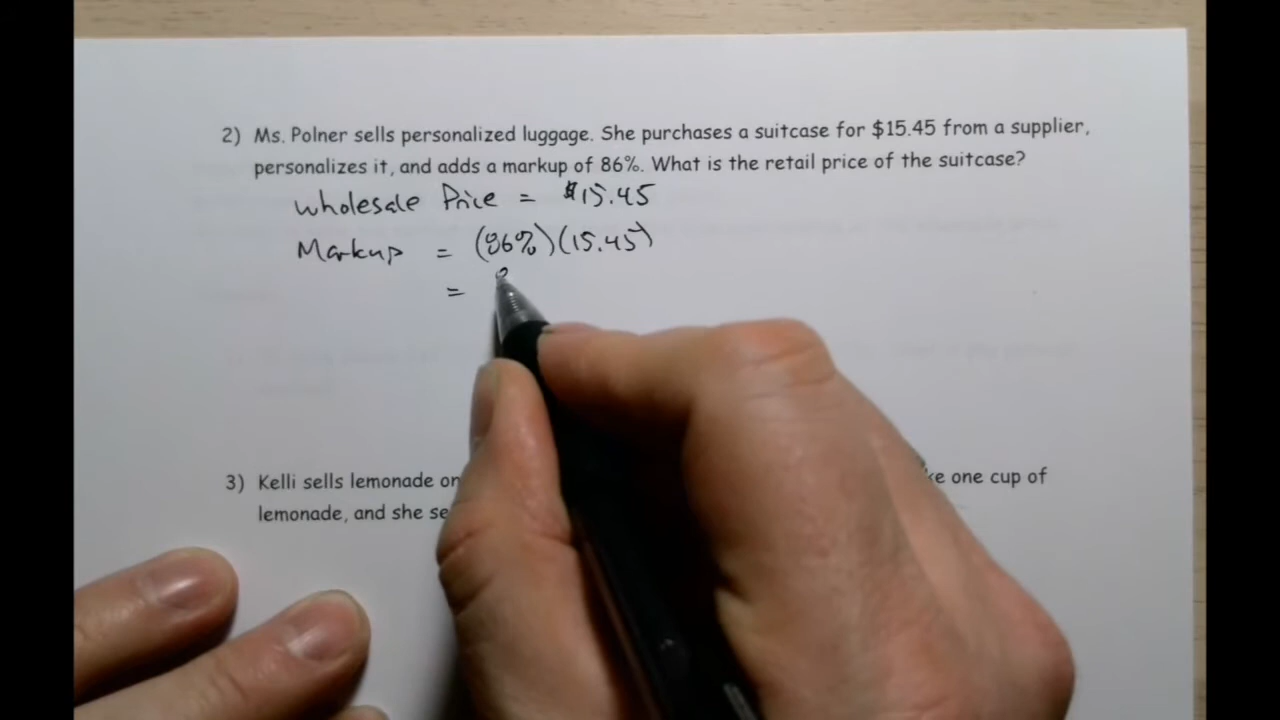 2) Ms. Polner sells personalized luggage. She purchases a suitcase for $15.45 from a supplier,
personalizes it, and adds a markup of 86%. What is the retail price of the suitcase?
Wholesale Price = $15.45
Markup = (86%)(15.45)
=
3) Kelli sells lemonade on one cup of
lemonade, and she